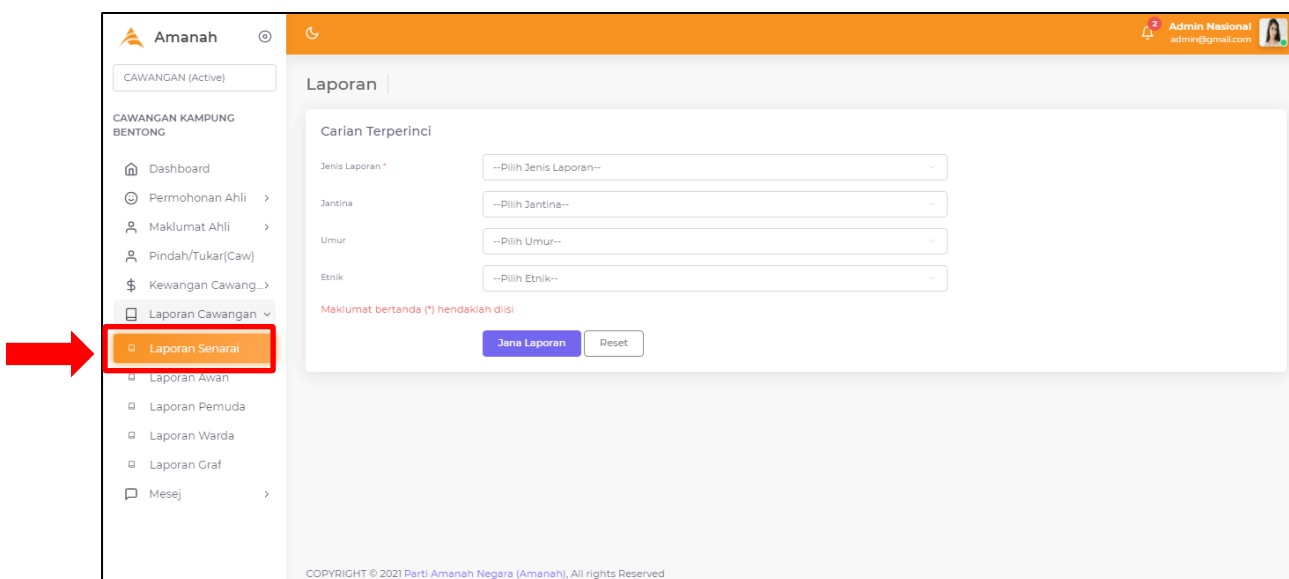 Amanah
2
Admin Nasional
admin@gmail.com
CAWANGAN (Active)
CAWANGAN KAMPUNG
BENTONG
Dashboard
Permohonan Ahli
Maklumat Ahli
Pindah/Tukar(Caw)
Kewangan Cawang...
Laporan Cawangan
Laporan Senarai
Laporan Awan
Laporan Pemuda
Laporan Warda
Laporan Graf
Mesej
Laporan
Carian Terperinci
Jenis Laporan * --Pilih Jenis Laporan--
Jantina --Pilih Jantina--
Umur --Pilih Umur--
Etnik --Pilih Etnik--
Maklumat bertanda (*) hendaklah diisi
Jana Laporan Reset
COPYRIGHT © 2021 Parti Amanah Negara (Amanah), All rights Reserved